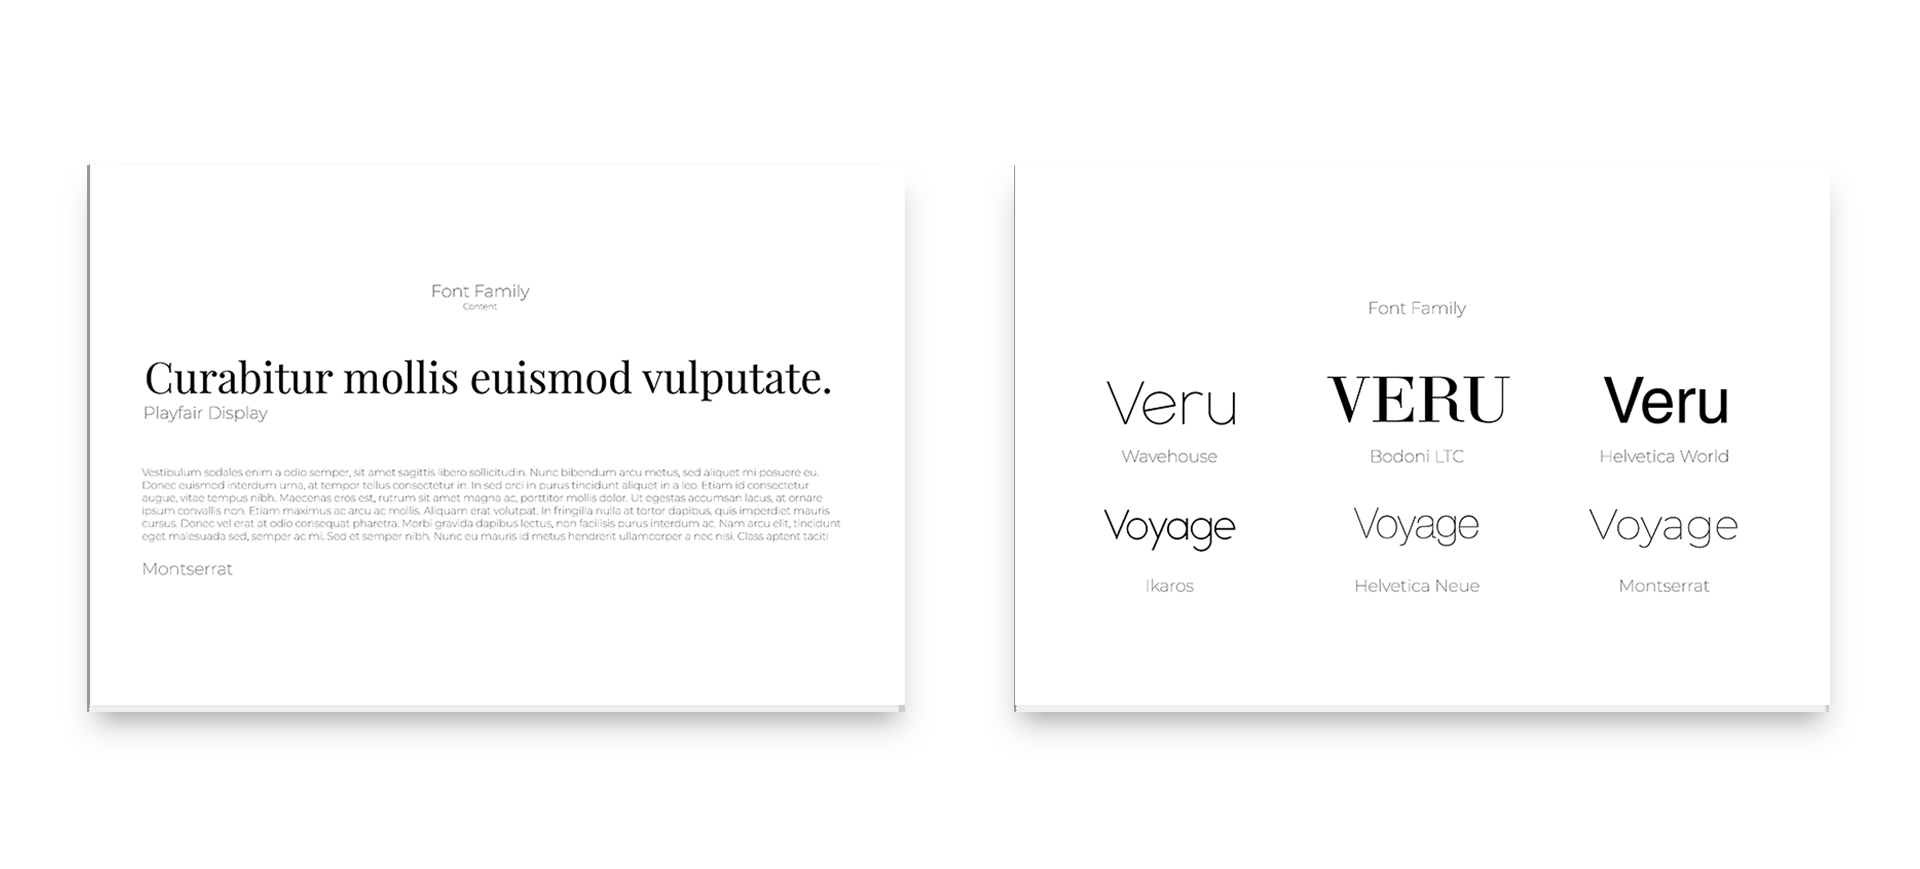 Font Family
Content
Curabitur mollis euismod vulputate.
Playfair Display
Vestibulum sodales enim a odio semper, sit amet sagittis libero sollicitudin. Nunc bibendum arcu metus, sed aliquet mi posuere eu.
Donec euismod interdum urna, at tempor tellus consectetur in. In sed orci in purus tincidunt aliquet in a leo. Etiam id consectetur
augue, vitae tempus nibh. Maecenas eros est, rutrum sit amet magna ac, porttitor mollis dolor. Ut egestas accumsan lacus, at ornare
ipsum convallis non. Etiam maximus ac arcu ac mollis. Aliquam erat volutpat. In fringilla nulla at tortor dapibus, quis imperdiet mauris
cursus. Donec vel erat at odio consequat pharetra. Morbi gravida dapibus lectus, non facilisis purus interdum ac. Nam arcu elit, tincidunt
eget malesuada sed, semper ac mi. Sed et semper nibh. Nunc eu mauris id metus hendrerit ullamcorper a nec nisi. Class aptent taciti
Montserrat
Font Family
Veru VERU Veru
Wavehouse Bodoni LTC Helvetica World
Voyage Voyage Voyage
Ikaros Helvetica Neue Montserrat